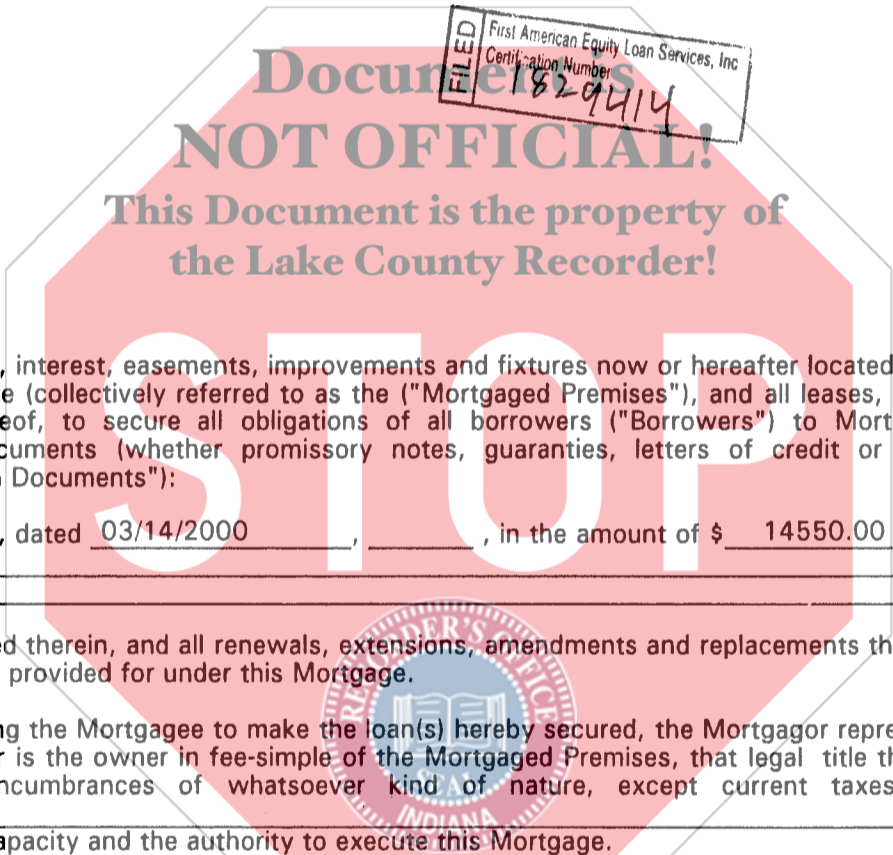 FILED
First American Equity Loan Services, Inc
Certification Number
1829414
Document is
NOT OFFICIAL!
This Document is the property of
the Lake County Recorder!
STOP
, interest, easements, improvements and fixtures now or hereafter located
e (collectively referred to as the ("Mortgaged Premises"), and all leases,
eof, to secure all obligations of all borrowers ("Borrowers") to Mort
cuments (whether promissory notes, guaranties, letters of credit or
Documents"):
, dated 03/14/2000 , , in the amount of $ 14550.00
d therein, and all renewals, extensions, amendments and replacements th
provided for under this Mortgage.
ng the Mortgagee to make the loan(s) hereby secured, the Mortgagor repre
r is the owner in fee-simple of the Mortgaged Premises, that legal title th
ncumbrances of whatsoever kind of nature, except current taxes
apacity and the authority to execute this Mortgage.
RECORDER'S OFFICE
SEAL
INDIANA